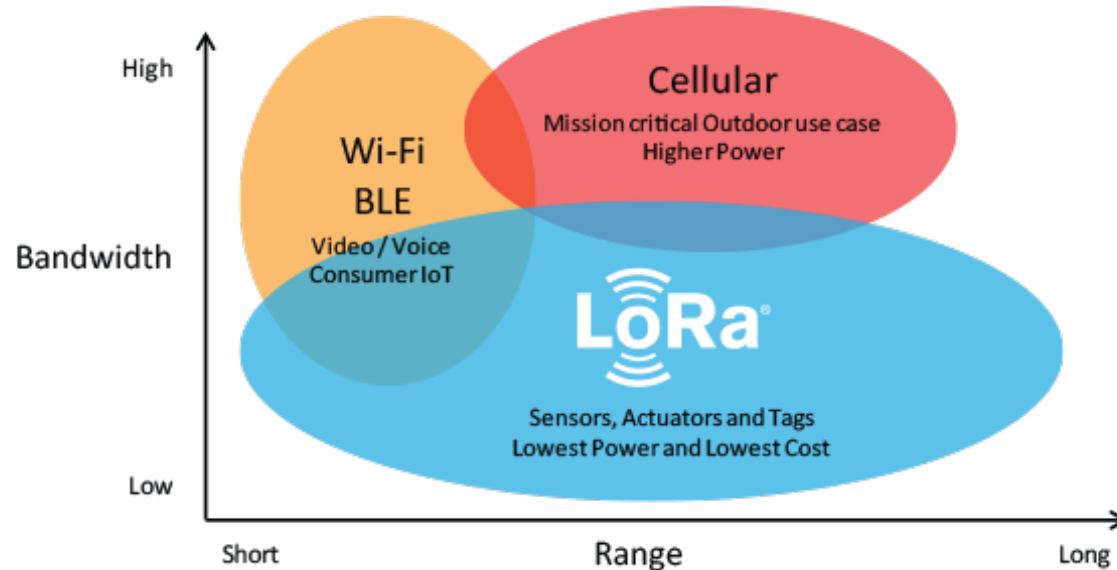 High
Bandwidth
Low
Wi-Fi
BLE
Video / Voice
Consumer IoT
Cellular
Mission critical Outdoor use case
Higher Power
LoRa®
Sensors, Actuators and Tags
Lowest Power and Lowest Cost
Short
Range
Long